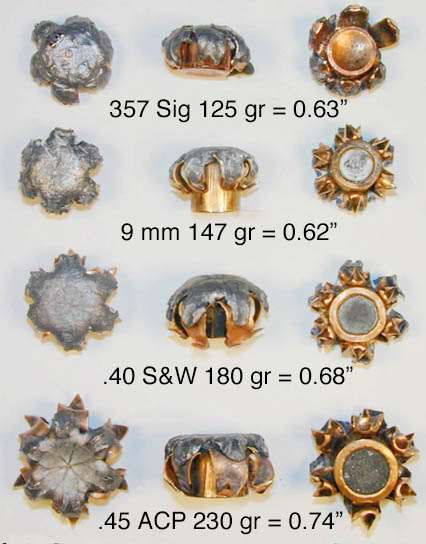 357 Sig 125 gr = 0.63”
9 mm 147 gr = 0.62”
.40 S&W 180 gr = 0.68”
.45 ACP 230 gr = 0.74”